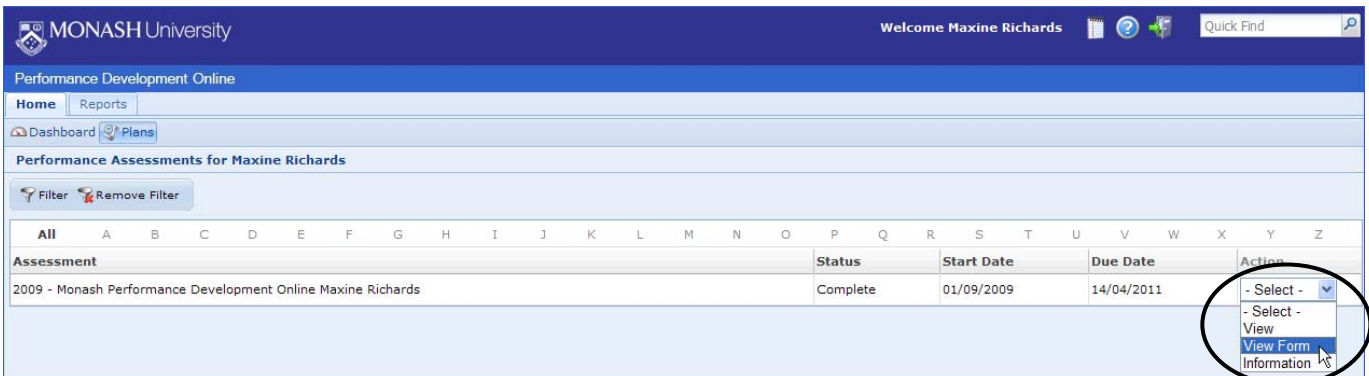 MONASH University
Welcome Maxine Richards
Quick Find
Performance Development Online
Home Reports
Dashboard Plans
Performance Assessments for Maxine Richards
Filter Remove Filter
All A B C D E F G H I J K L M N O P Q R S T U V W X Y Z
Assessment Status Start Date Due Date Action
2009 - Monash Performance Development Online Maxine Richards Complete 01/09/2009 14/04/2011 - Select -
- Select -
View
View Form
Information